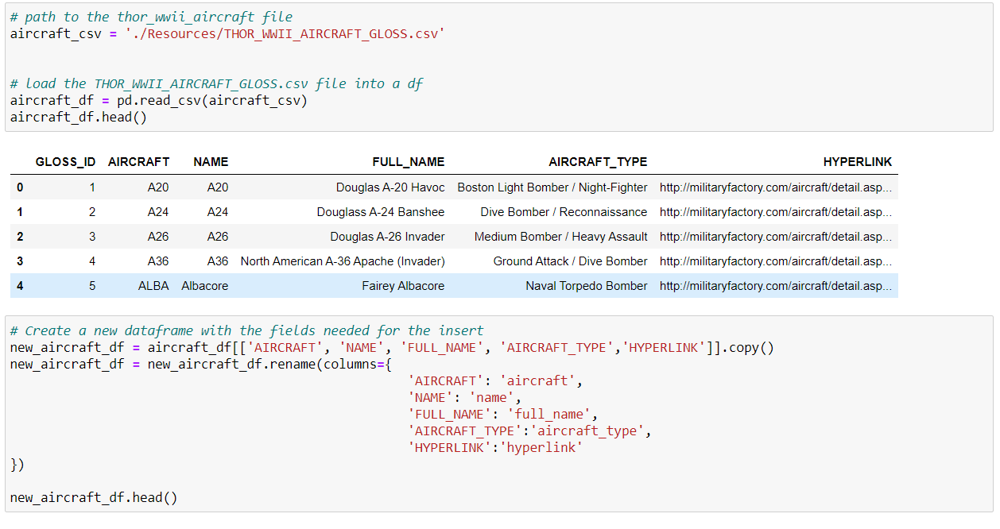 # path to the thor_wwii_aircraft file
aircraft_csv = './Resources/THOR_WWII_AIRCRAFT_GLOSS.csv'
# load the THOR_WWII_AIRCRAFT_GLOSS.csv file into a df
aircraft_df = pd.read_csv(aircraft_csv)
aircraft_df.head()
GLOSS_ID AIRCRAFT NAME FULL_NAME AIRCRAFT_TYPE HYPERLINK
0 1 A20 A20 Douglas A-20 Havoc Boston Light Bomber / Night-Fighter http://militaryfactory.com/aircraft/detail.asp...
1 2 A24 A24 Douglass A-24 Banshee Dive Bomber / Reconnaissance http://militaryfactory.com/aircraft/detail.asp...
2 3 A26 A26 Douglas A-26 Invader Medium Bomber / Heavy Assault http://militaryfactory.com/aircraft/detail.asp...
3 4 A36 A36 North American A-36 Apache (Invader) Ground Attack / Dive Bomber http://militaryfactory.com/aircraft/detail.asp...
4 5 ALBA Albacore Fairey Albacore Naval Torpedo Bomber http://militaryfactory.com/aircraft/detail.asp...
# Create a new dataframe with the fields needed for the insert
new_aircraft_df = aircraft_df[['AIRCRAFT', 'NAME', 'FULL_NAME', 'AIRCRAFT_TYPE','HYPERLINK']].copy()
new_aircraft_df = new_aircraft_df.rename(columns={
'AIRCRAFT': 'aircraft',
'NAME': 'name',
'FULL_NAME': 'full_name',
'AIRCRAFT_TYPE':'aircraft_type',
'HYPERLINK':'hyperlink'
})
new_aircraft_df.head()